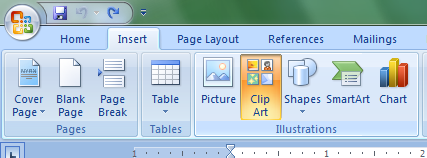 Home Insert Page Layout References Mailings
Cover Page Blank Page Page Break Table Picture Clip Art Shapes SmartArt Chart
Pages Tables Illustrations
L 1 1 2